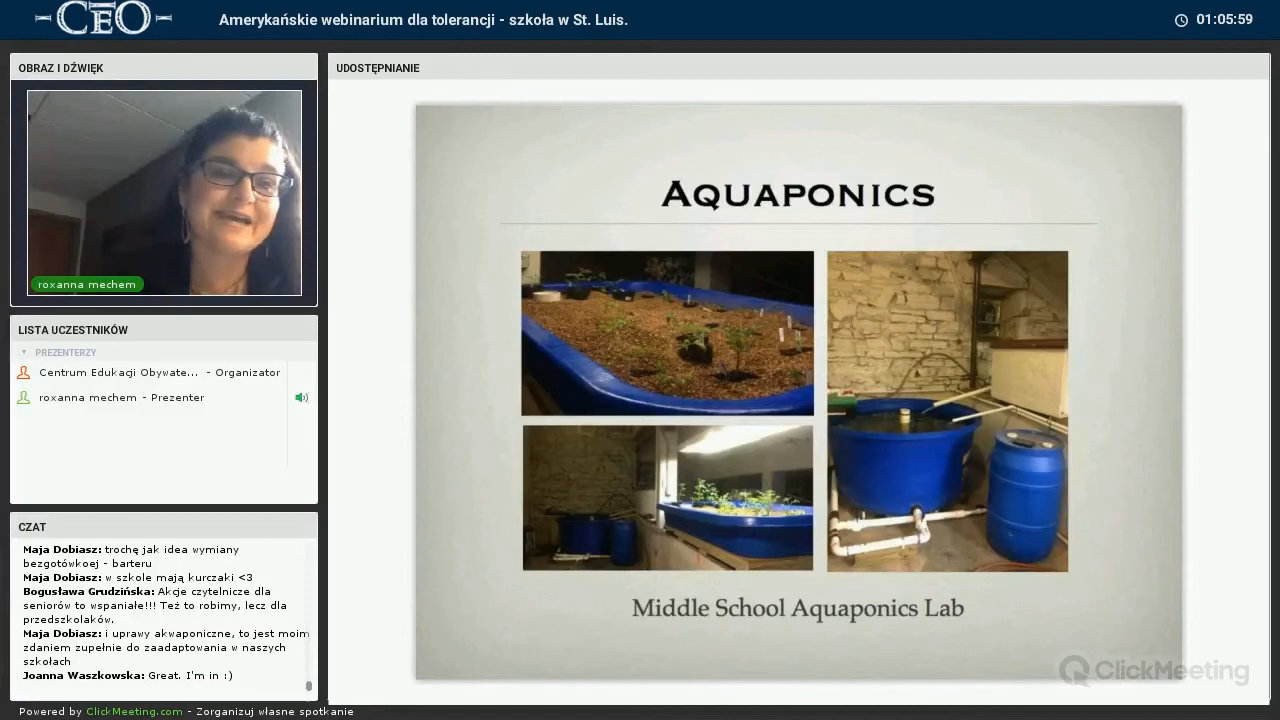 CEO
Amerykańskie webinarium dla tolerancji - szkoła w St. Luis.
01:05:59
OBRAZ I DŹWIĘK
roxanna mechem
LISTA UCZESTNIKÓW
PREZENTERZY
Centrum Edukacji Obywate... - Organizator
roxanna mechem - Prezenter
CZAT
Maja Dobiasz: trochę jak idea wymiany
bezgotówkoej - barteru
Maja Dobiasz: w szkole mają kurczaki <3
Bogusława Grudzińska: Akcje czytelnicze dla
seniorów to wspaniałe!!! Też to robimy, lecz dla
przedszkolaków.
Maja Dobiasz: i uprawy akwaponiczne, to jest moim
zdaniem zupełnie do zaadaptowania w naszych
szkołach
Joanna Waszkowska: Great. I'm in :)
UDOSTĘPNIANIE
AQUAPONICS
Middle School Aquaponics Lab
ClickMeeting
Powered by ClickMeeting.com - Zorganizuj własne spotkanie